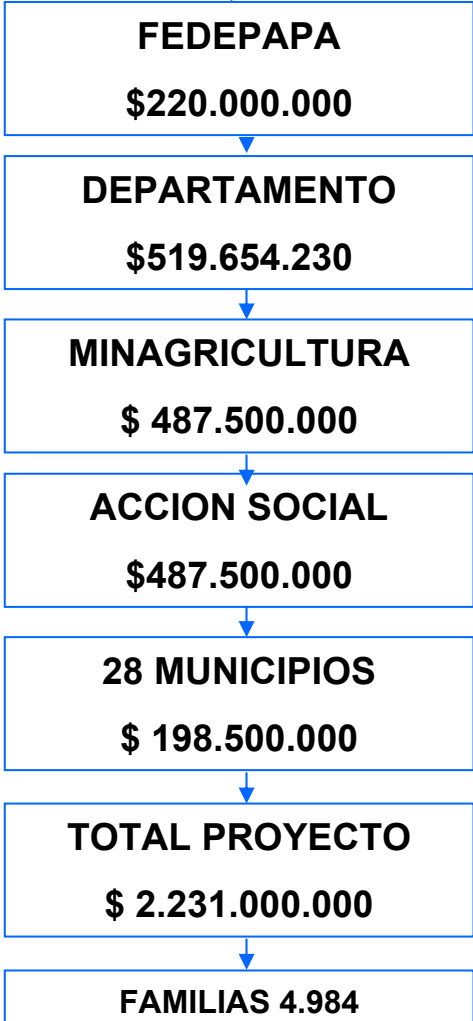 FEDEPAPA
$220.000.000
DEPARTAMENTO
$519.654.230
MINAGRICULTURA
$ 487.500.000
ACCION SOCIAL
$487.500.000
28 MUNICIPIOS
$ 198.500.000
TOTAL PROYECTO
$ 2.231.000.000
FAMILIAS 4.984